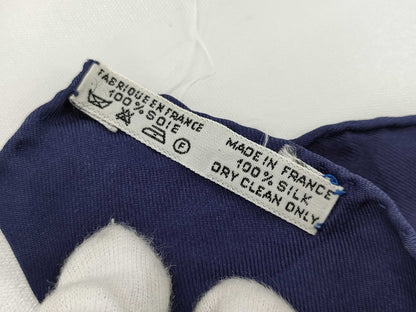 FABRIQUE EN FRANCE
100% SOIE
F
MADE IN FRANCE
100% SILK
DRY CLEAN ONLY